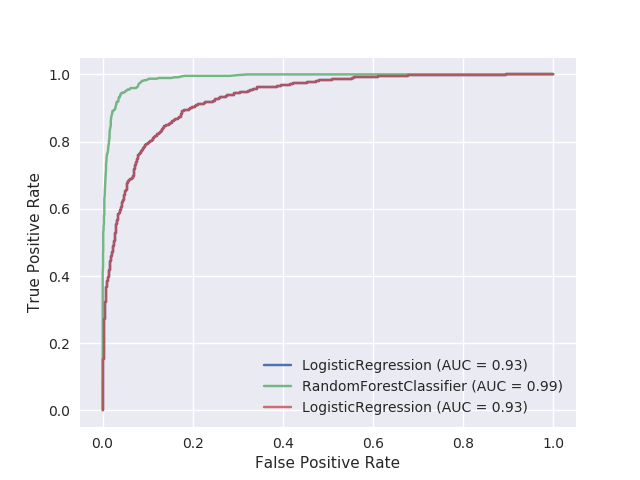 1.0
0.8
0.6
0.4
0.2
0.0
True Positive Rate
LogisticRegression (AUC = 0.93)
RandomForestClassifier (AUC = 0.99)
LogisticRegression (AUC = 0.93)
0.0 0.2 0.4 0.6 0.8 1.0
False Positive Rate